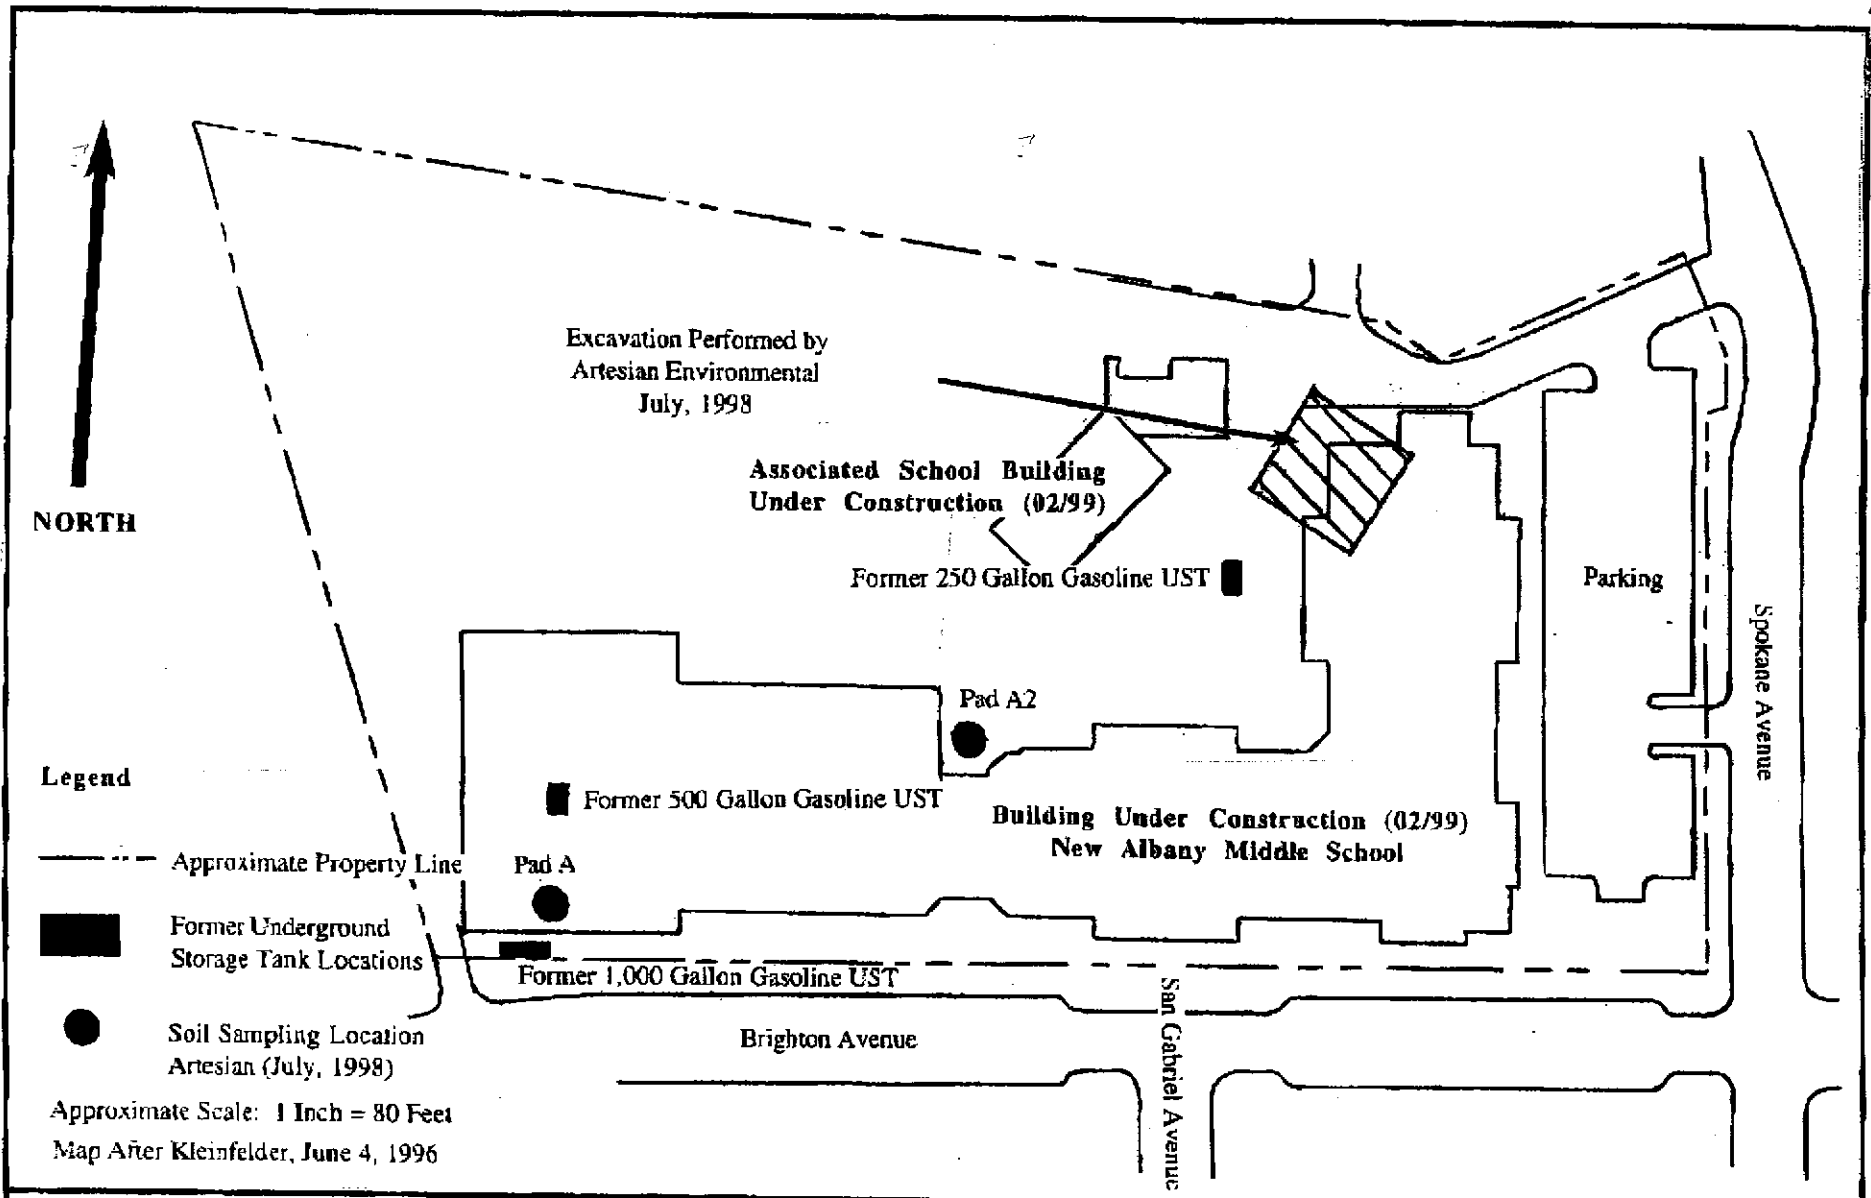 Excavation Performed by
Artesian Environmental
July, 1998
NORTH
Associated School Building
Under Construction (02/99)
Former 250 Gallon Gasoline UST
Parking
Spokane Avenue
Pad A2
Legend
Former 500 Gallon Gasoline UST
Building Under Construction (02/99)
New Albany Middle School
Approximate Property Line
Pad A
Former Underground
Storage Tank Locations
Former 1,000 Gallon Gasoline UST
San Gabriel Avenue
Soil Sampling Location
Artesian (July, 1998)
Brighton Avenue
Approximate Scale: 1 Inch = 80 Feet
Map After Kleinfelder, June 4, 1996